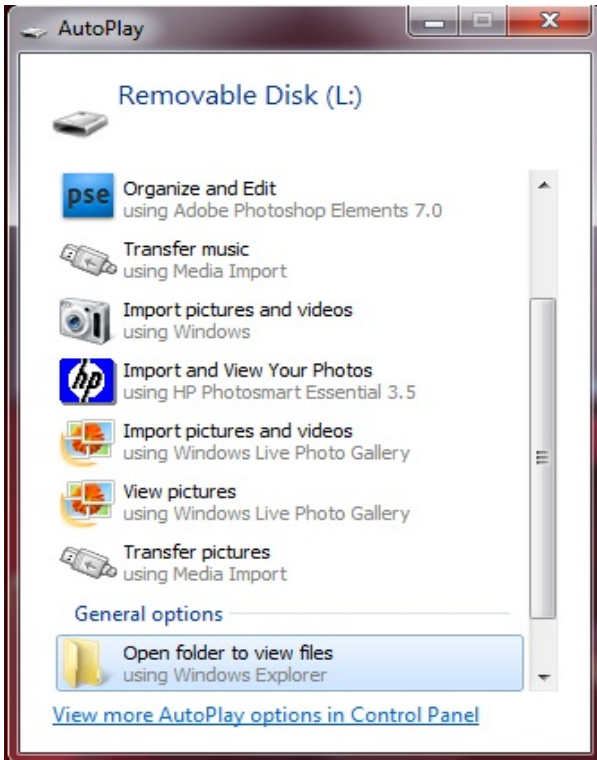 AutoPlay
Removable Disk (L:)
pse
Organize and Edit
using Adobe Photoshop Elements 7.0
Transfer music
using Media Import
Import pictures and videos
using Windows
hp
Import and View Your Photos
using HP Photosmart Essential 3.5
Import pictures and videos
using Windows Live Photo Gallery
View pictures
using Windows Live Photo Gallery
Transfer pictures
using Media Import
General options
Open folder to view files
using Windows Explorer
View more AutoPlay options in Control Panel